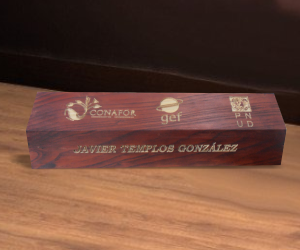 CONAFOR
gef
P N
U D
JAVIER TEMPLOS GONZÁLEZ